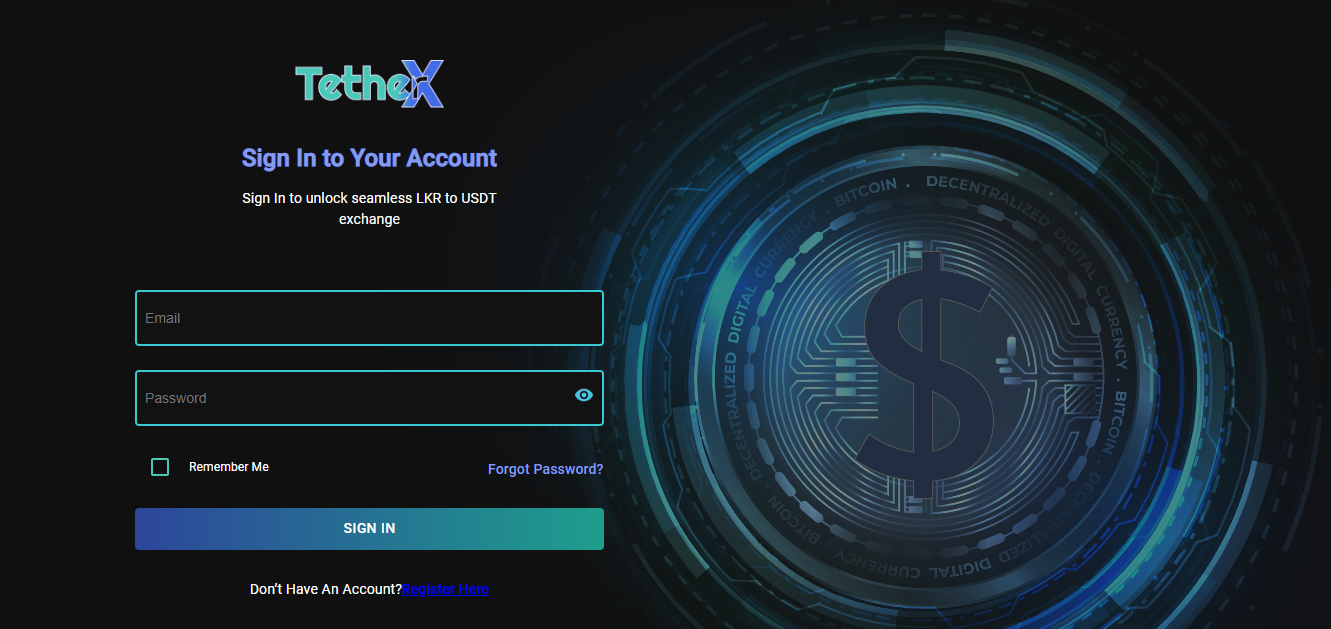 TetherX
Sign In to Your Account
Sign In to unlock seamless LKR to USDT
exchange
Email
Password
Remember Me
Forgot Password?
SIGN IN
Don't Have An Account?Register Here
BITCOIN . DECENTRALIZED DIGITAL CURRENCY . BITCOIN . DECENTRALIZED DIGITAL CURRENCY . BITCOIN . DECENTRALIZED DIGITAL CURRENCY
$